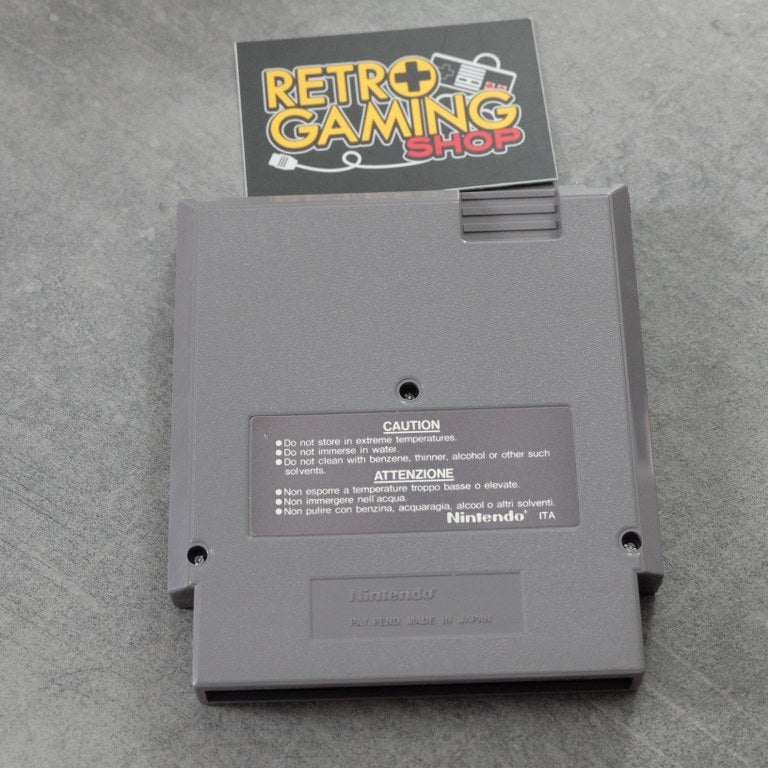 RETRO
GAMING
SHOP
CAUTION
● Do not store in extreme temperatures.
● Do not immerse in water.
● Do not clean with benzene, thinner, alcohol or other such
solvents.
ATTENZIONE
● Non esporre a temperature troppo basse o elevate.
● Non immergere nell'acqua.
● Non pulire con benzina, acquaragia, alcool o altri solventi.
Nintendo® ITA
Nintendo®
PAT. PEND. MADE IN JAPAN